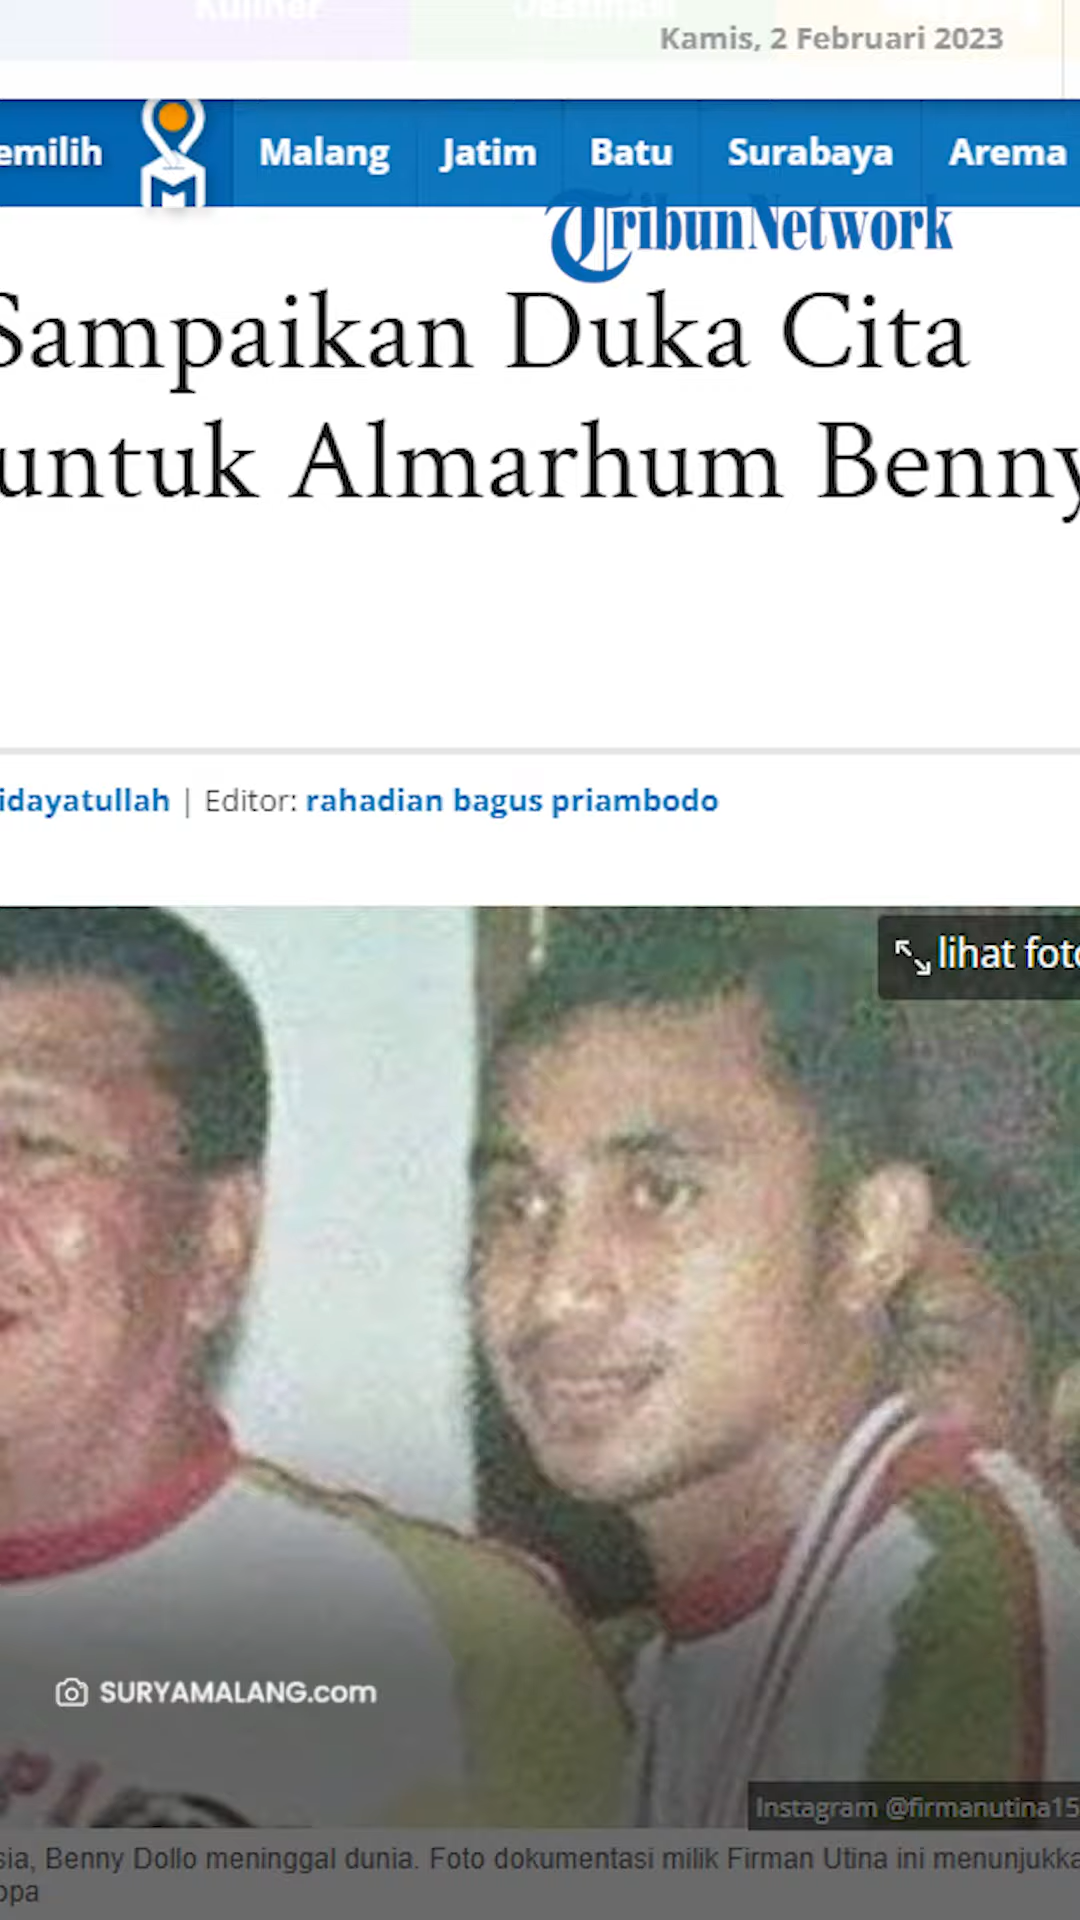 Kuliner
Kamis, 2 Februari 2023
emilih
Malang
Jatim
Batu
Surabaya
Arema
TribunNetwork
Sampaikan Duka Cita
untuk Almarhum Benny
idayatullah | Editor: rahadian bagus priambodo
lihat foto
SURYAMALANG.com
Instagram @firmanutina15
sia, Benny Dollo meninggal dunia. Foto dokumentasi milik Firman Utina ini menunjukka
opa